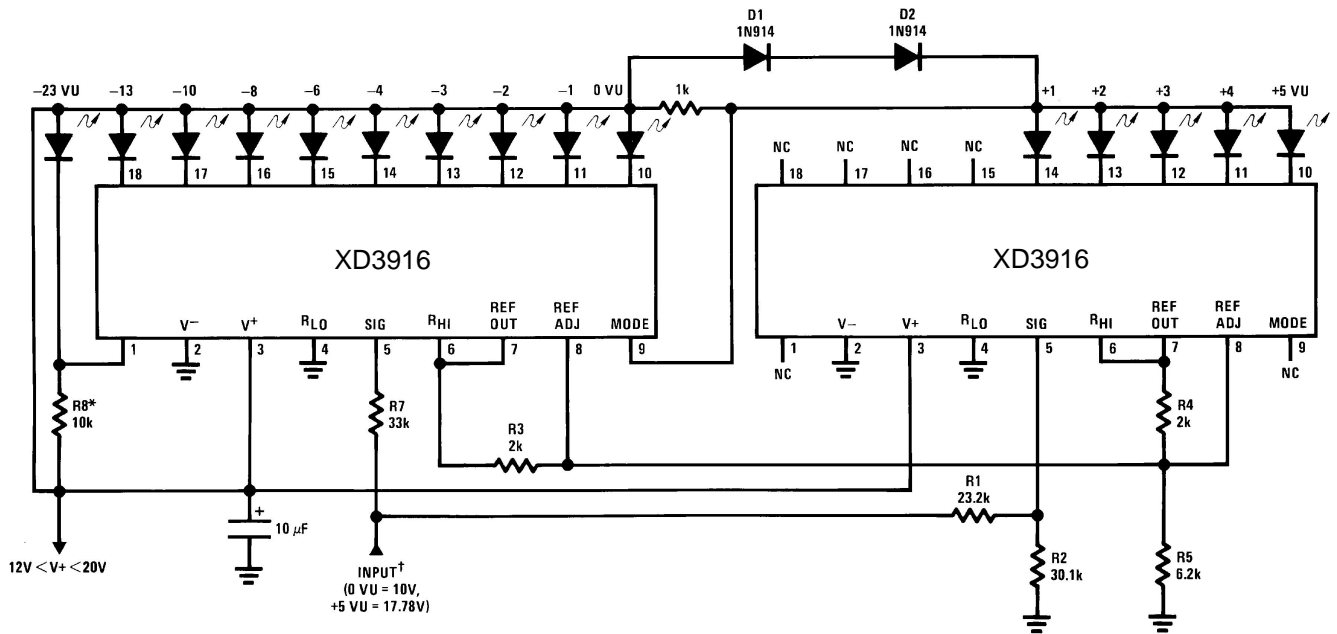 D1
1N914
D2
1N914
–23 VU –13 –10 –8 –6 –4 –3 –2 –1 0 VU 1k +1 +2 +3 +4 +5 VU
NC NC NC NC
18 17 16 15 14 13 12 11 10
18 17 16 15 14 13 12 11 10
XD3916
XD3916
V– V+ RLO SIG RHI REF OUT REF ADJ MODE
1 2 3 4 5 6 7 8 9
V– V+ RLO SIG RHI REF OUT REF ADJ MODE
1 2 3 4 5 6 7 8 9
NC NC
R8*
10k
R7
33k
R3
2k
R4
2k
R1
23.2k
+
10 μF
R2
30.1k
R5
6.2k
12V < V+ < 20V
INPUT†
(0 VU = 10V,
+5 VU = 17.78V)